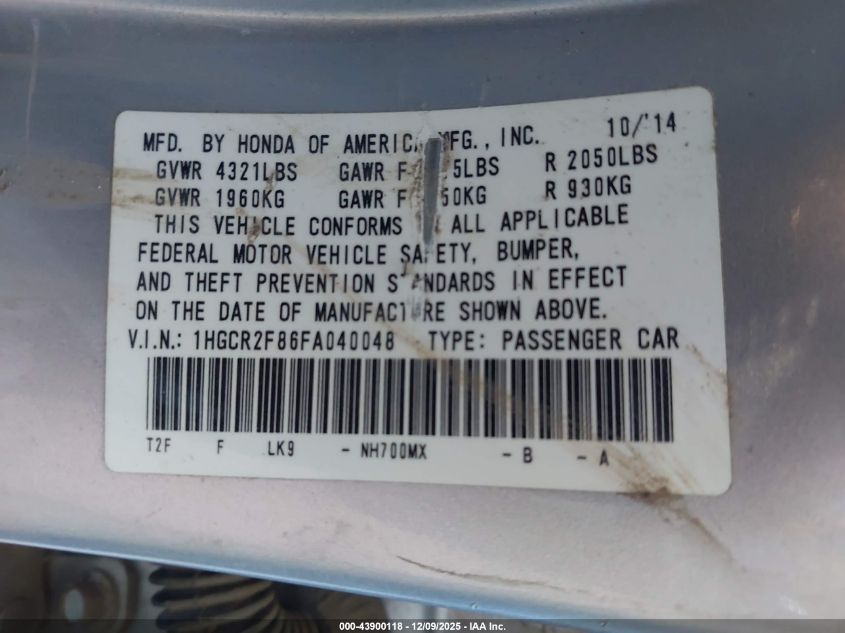 MFD. BY HONDA OF AMERICA MFG., INC. 10/'14
GVWR 4321LBS GAWR F 5LBS R 2050LBS
GVWR 1960KG GAWR F 50KG R 930KG
THIS VEHICLE CONFORMS ALL APPLICABLE
FEDERAL MOTOR VEHICLE SAFETY, BUMPER,
AND THEFT PREVENTION STANDARDS IN EFFECT
ON THE DATE OF MANUFACTURE SHOWN ABOVE.
V.I.N.: 1HGCR2F86FA040048 TYPE: PASSENGER CAR
T2F F LK9 - NH700MX - B - A
000-43900118 - 12/09/2025 - IAA Inc.